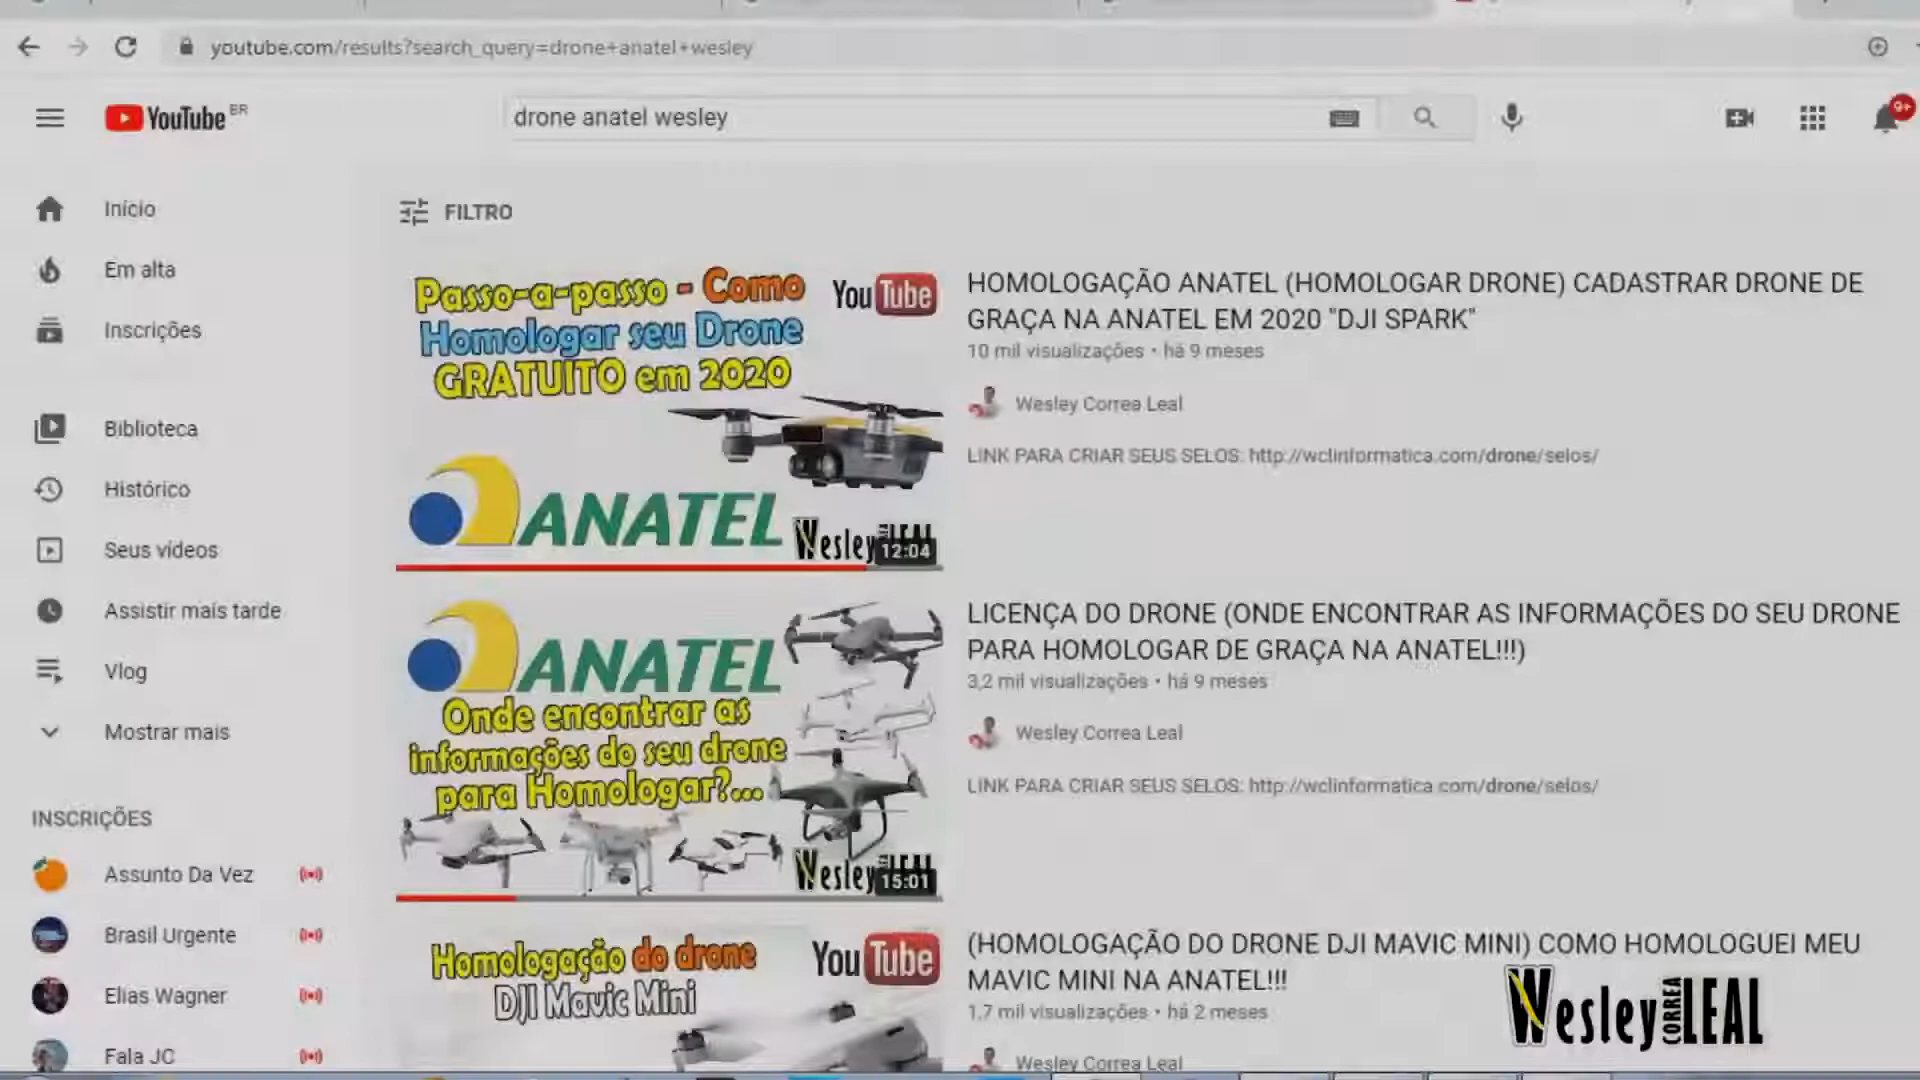 youtube.com/results?search_query=drone+anatel+wesley
YouTube BR
drone anatel wesley
9+
Início
Em alta
Inscrições
Biblioteca
Histórico
Seus vídeos
Assistir mais tarde
Vlog
Mostrar mais
INSCRIÇÕES
Assunto Da Vez
Brasil Urgente
Elias Wagner
Fala JC
FILTRO
Passo-a-passo - Como
Homologar seu Drone
GRATUITO em 2020
YouTube
ANATEL
Wesley LEAL
12:04
HOMOLOGAÇÃO ANATEL (HOMOLOGAR DRONE) CADASTRAR DRONE DE
GRAÇA NA ANATEL EM 2020 "DJI SPARK"
10 mil visualizações • há 9 meses
Wesley Correa Leal
LINK PARA CRIAR SEUS SELOS: http://wclinformatica.com/drone/selos/
ANATEL
Onde encontrar as
informações do seu drone
para Homologar?...
Wesley LEAL
15:01
LICENÇA DO DRONE (ONDE ENCONTRAR AS INFORMAÇÕES DO SEU DRONE
PARA HOMOLOGAR DE GRAÇA NA ANATEL!!!)
3,2 mil visualizações • há 9 meses
Wesley Correa Leal
LINK PARA CRIAR SEUS SELOS: http://wclinformatica.com/drone/selos/
Homologação do drone
DJI Mavic Mini
YouTube
(HOMOLOGAÇÃO DO DRONE DJI MAVIC MINI) COMO HOMOLOGUEI MEU
MAVIC MINI NA ANATEL!!!
1,7 mil visualizações • há 2 meses
Wesley Correa Leal
Wesley CORREA LEAL